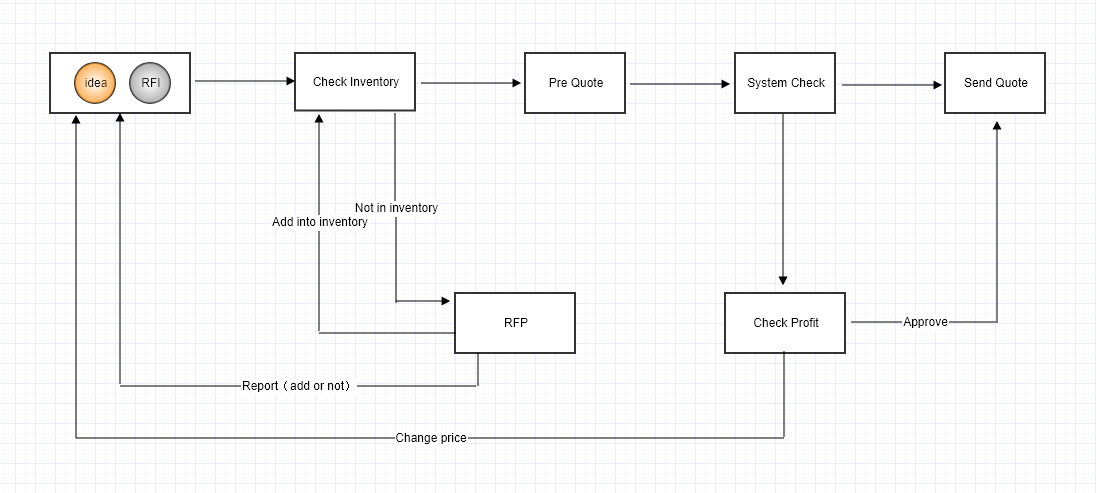 idea
RFI
Check Inventory
Pre Quote
System Check
Send Quote
Not in inventory
Add into inventory
RFP
Check Profit
Approve
Report（add or not）
Change price